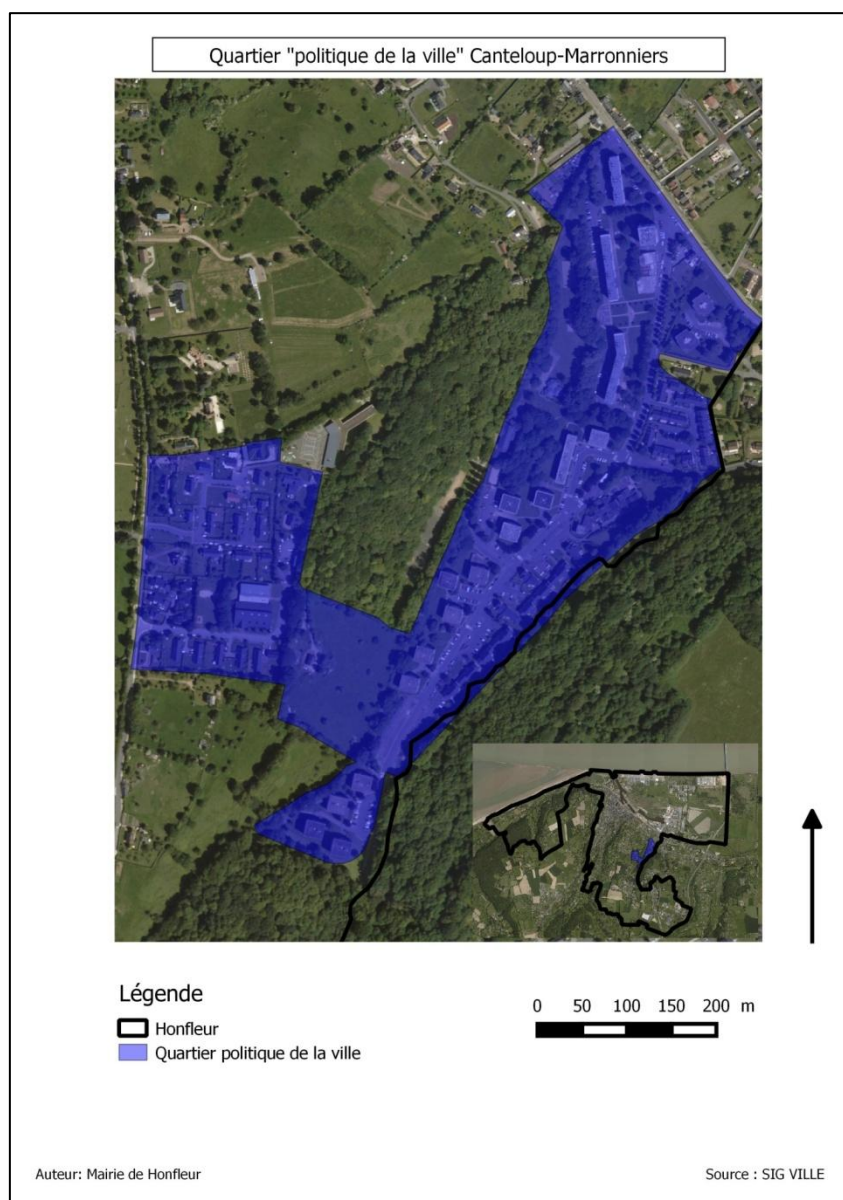 Quartier "politique de la ville" Canteloup-Marronniers
Légende
Honfleur
Quartier politique de la ville
0 50 100 150 200 m
Auteur: Mairie de Honfleur
Source : SIG VILLE